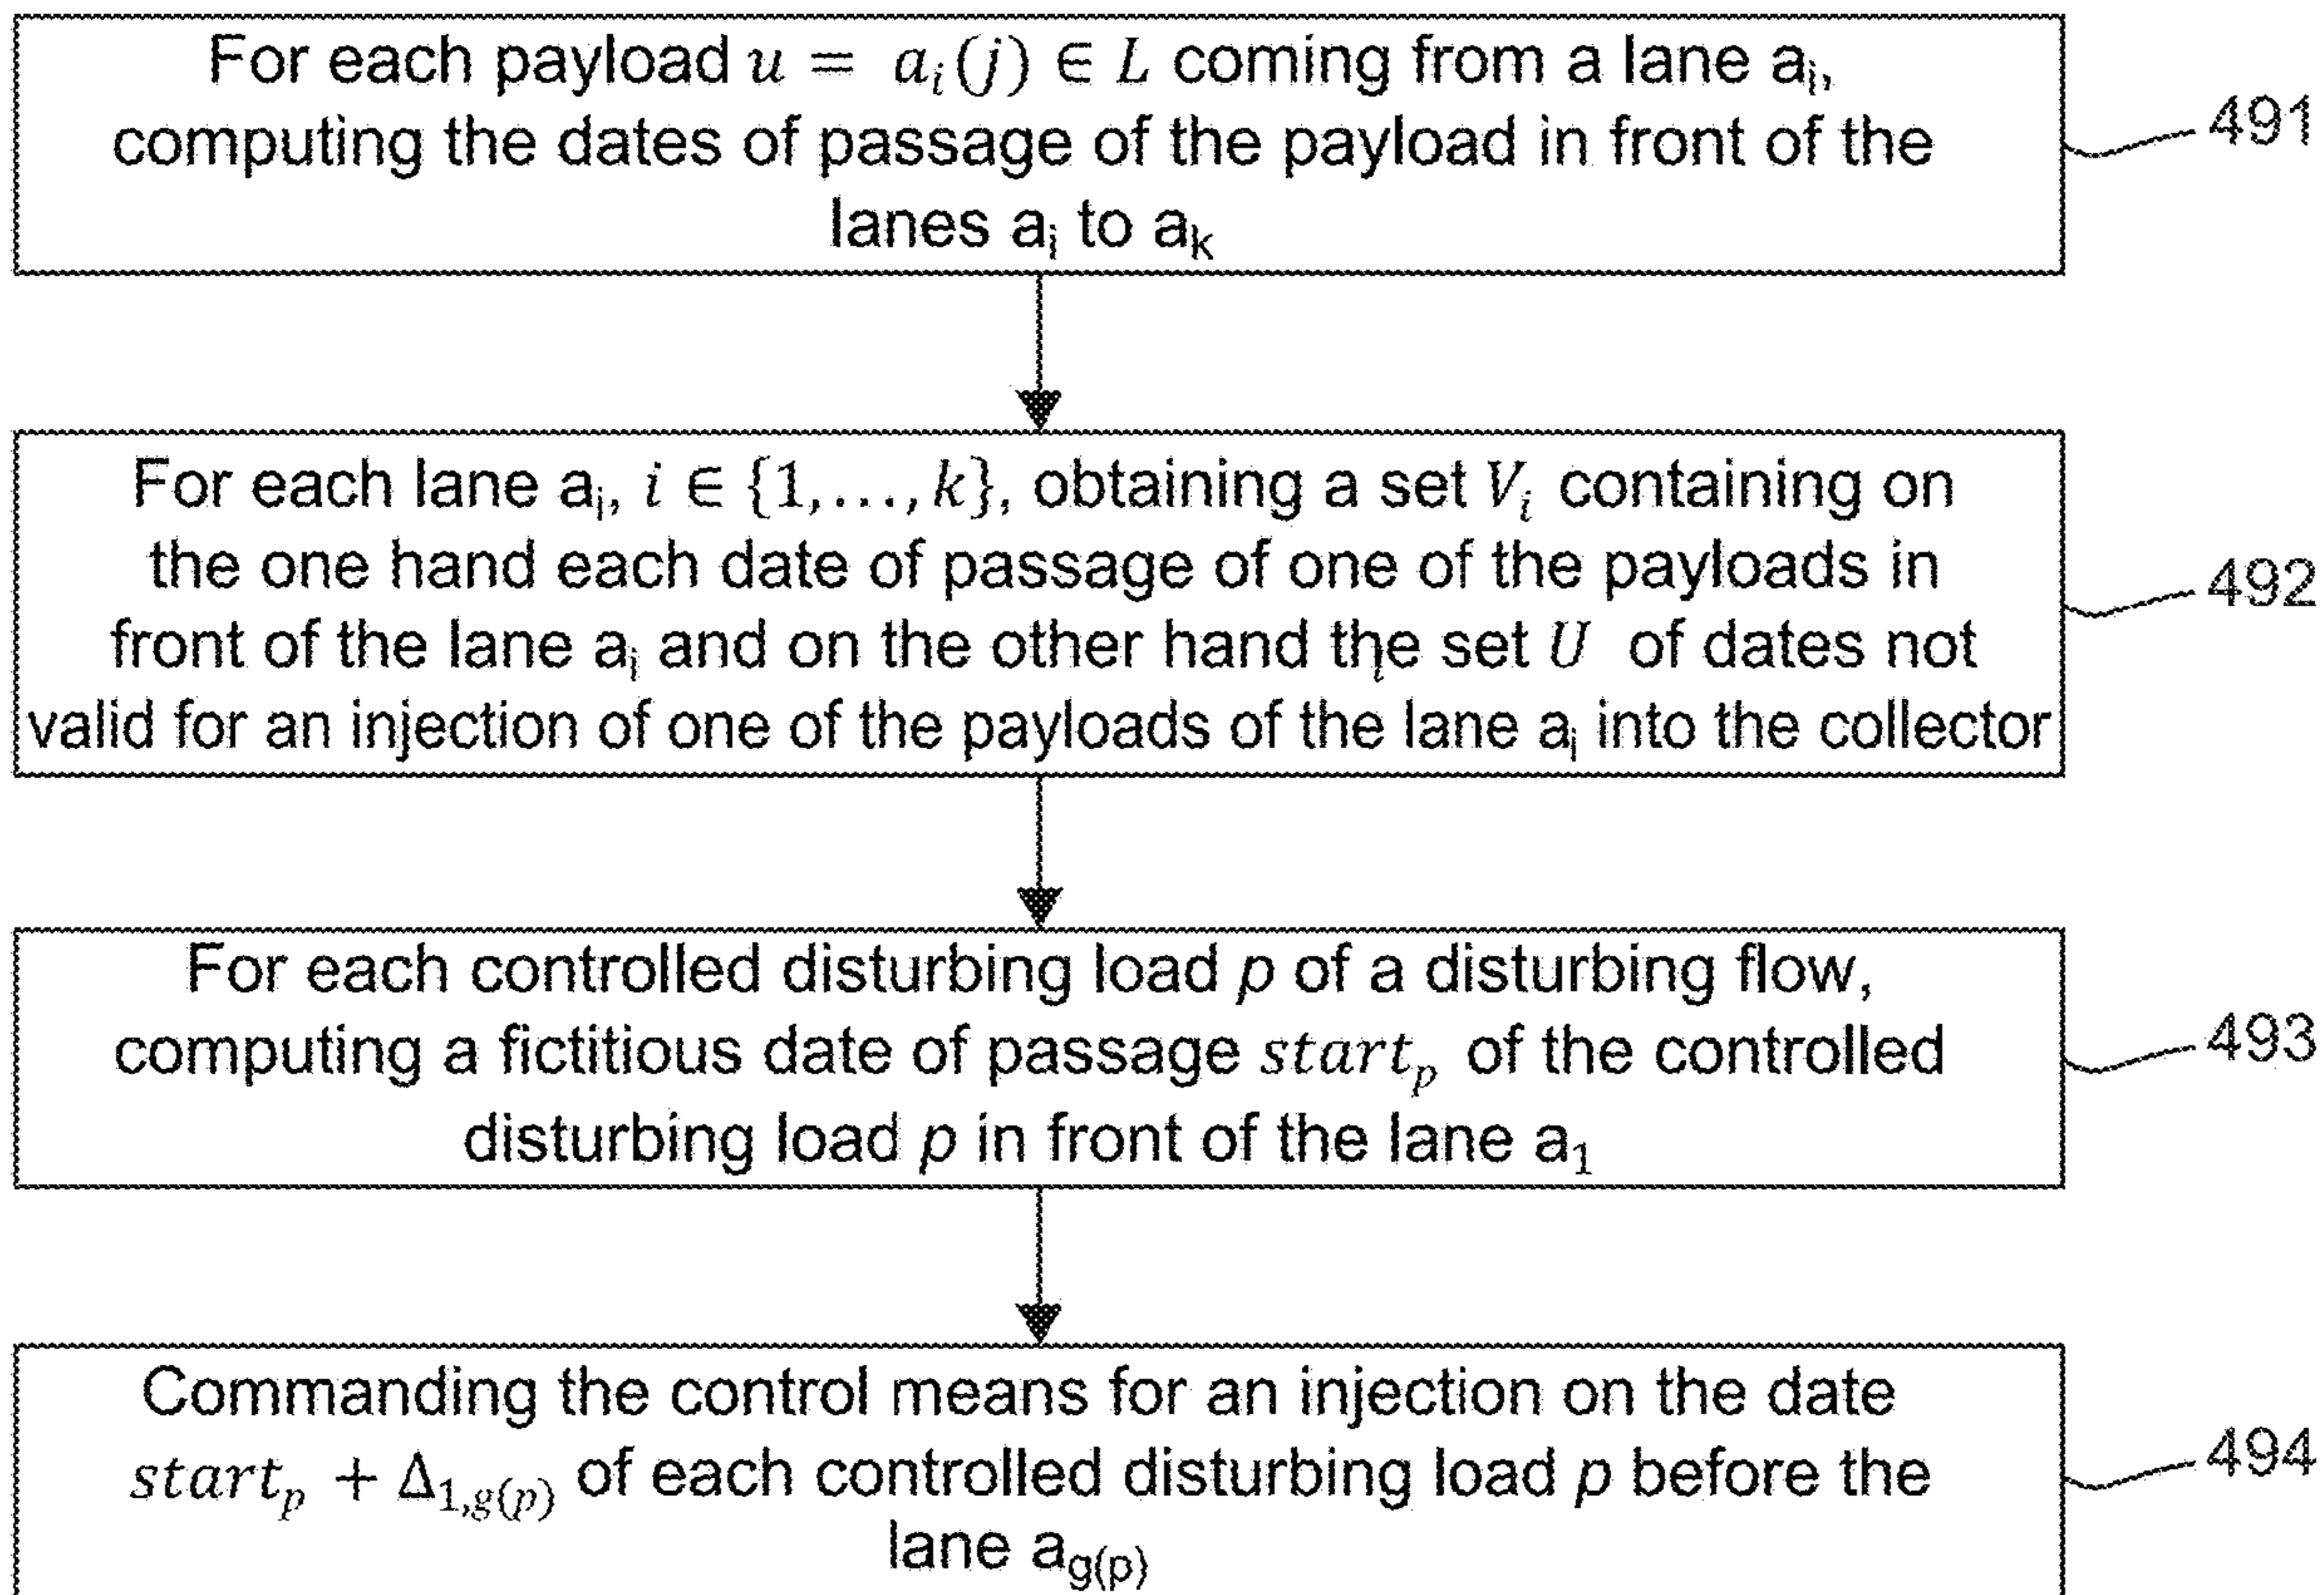 For each payload u = a_i(j) ∈ L coming from a lane a_i,
computing the dates of passage of the payload in front of the
lanes a_i to a_k
491
For each lane a_i, i ∈ {1,...,k}, obtaining a set V_i containing on
the one hand each date of passage of one of the payloads in
front of the lane a_i and on the other hand the set U_i of dates not
valid for an injection of one of the payloads of the lane a_i into the collector
492
For each controlled disturbing load p of a disturbing flow,
computing a fictitious date of passage start_p of the controlled
disturbing load p in front of the lane a_1
493
Commanding the control means for an injection on the date
start_p + Δ_{1,g(p)} of each controlled disturbing load p before the
lane a_{g(p)}
494